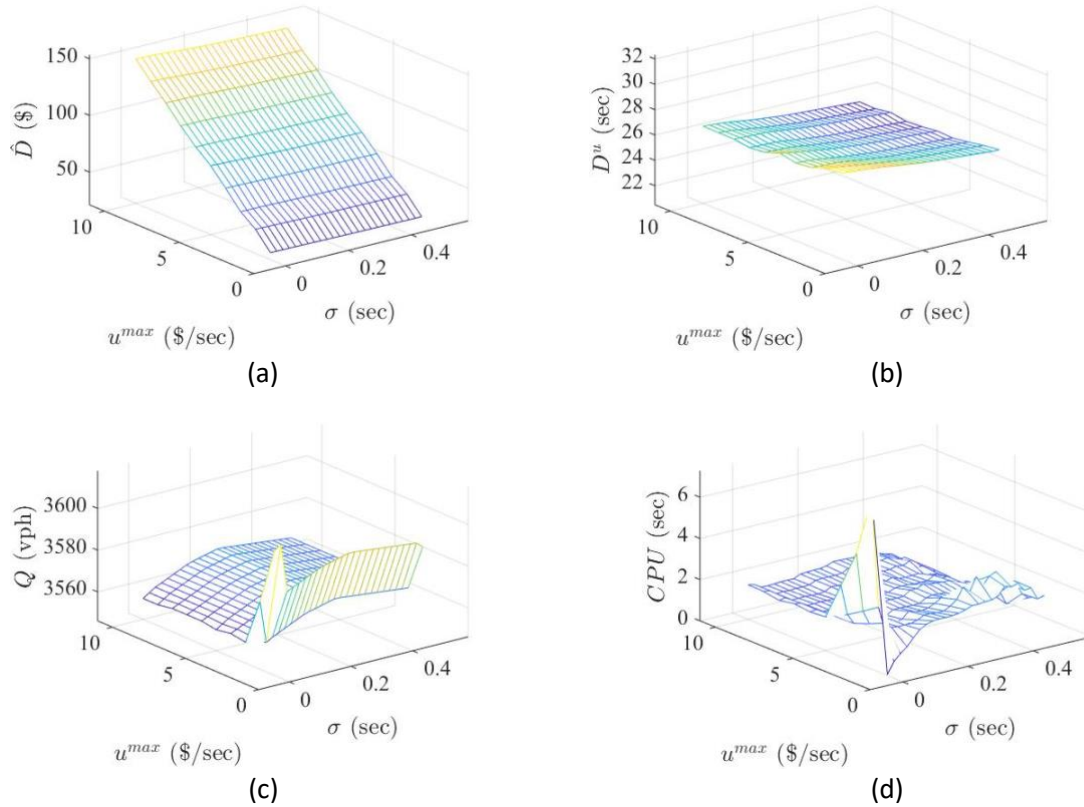 150
100
50
D̂ ($)
10
5
0
0
0.2
0.4
σ (sec)
u^{max} ($/sec)
(a)
32
30
28
26
24
22
D^u (sec)
10
5
0
0
0.2
0.4
σ (sec)
u^{max} ($/sec)
(b)
3600
3580
3560
Q (vph)
10
5
0
0
0.2
0.4
σ (sec)
u^{max} ($/sec)
(c)
6
4
2
0
CPU (sec)
10
5
0
0
0.2
0.4
σ (sec)
u^{max} ($/sec)
(d)